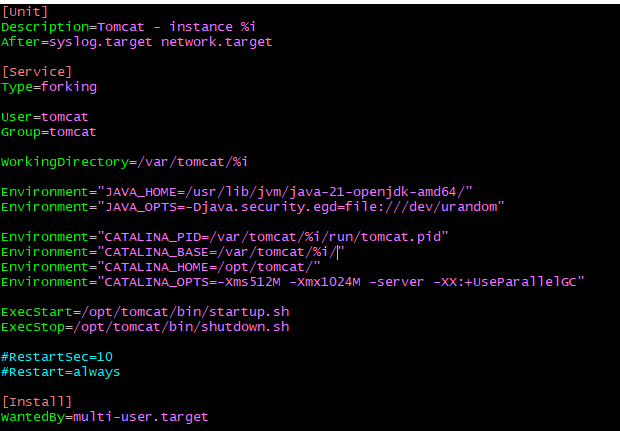 [Unit]
Description=Tomcat - instance %i
After=syslog.target network.target
[Service]
Type=forking
User=tomcat
Group=tomcat
WorkingDirectory=/var/tomcat/%i
Environment="JAVA_HOME=/usr/lib/jvm/java-21-openjdk-amd64/"
Environment="JAVA_OPTS=-Djava.security.egd=file:///dev/urandom"
Environment="CATALINA_PID=/var/tomcat/%i/run/tomcat.pid"
Environment="CATALINA_BASE=/var/tomcat/%i/"
Environment="CATALINA_HOME=/opt/tomcat/"
Environment="CATALINA_OPTS=-Xms512M -Xmx1024M -server -XX:+UseParallelGC"
ExecStart=/opt/tomcat/bin/startup.sh
ExecStop=/opt/tomcat/bin/shutdown.sh
#RestartSec=10
#Restart=always
[Install]
WantedBy=multi-user.target